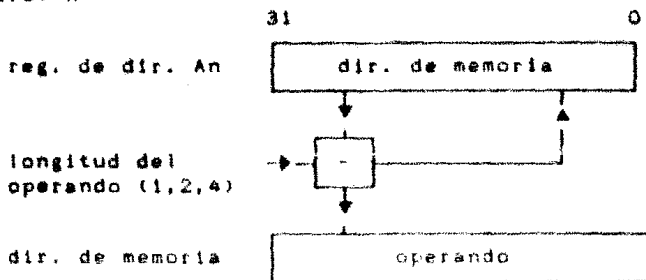 31 0
reg. de dir. An dir. de memoria
longitud del
operando (1,2,4) -
dir. de memoria operando